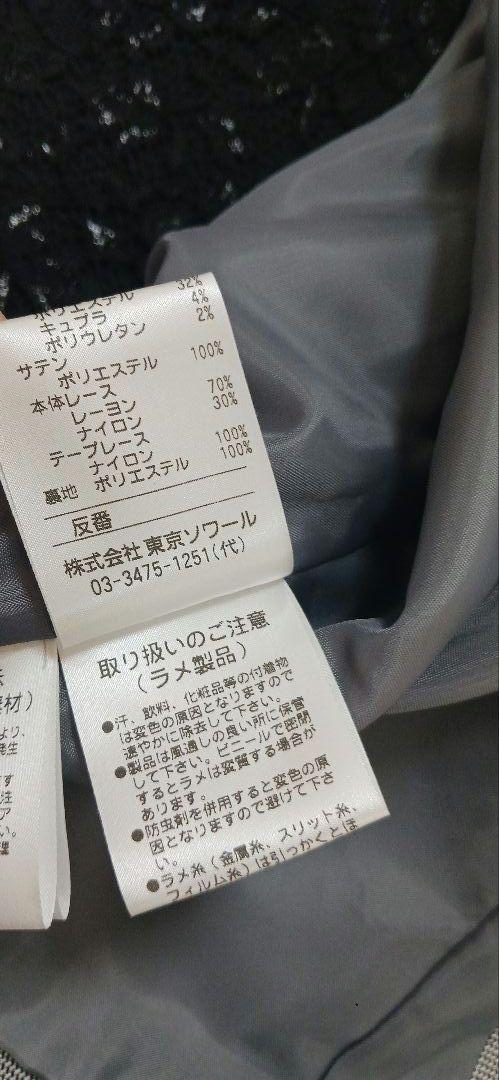 32%
ポリエステル 4%
キュプラ 2%
ポリウレタン
サテン
ポリエステル 100%
本体レース
レーヨン 70%
ナイロン 30%
テープレース
ナイロン 100%
裏地 ポリエステル 100%
反番
株式会社 東京ソワール
03-3475-1251(代)
取り扱いのご注意
(ラメ製品)
●汗、飲料、化粧品等の付着物
は変色の原因となりますので
速やかに除去して下さい。
●製品は風通しの良い所に保管
して下さい。ビニールで密閉
するとラメは変質する場合が
あります。
●防虫剤を併用すると変色の原
因となりますので避けて下さ
い。
●ラメ糸(金属糸、スリット糸、
フィルム糸)は引っかくとほ
材)
より、
発生
す
注
ア
い。